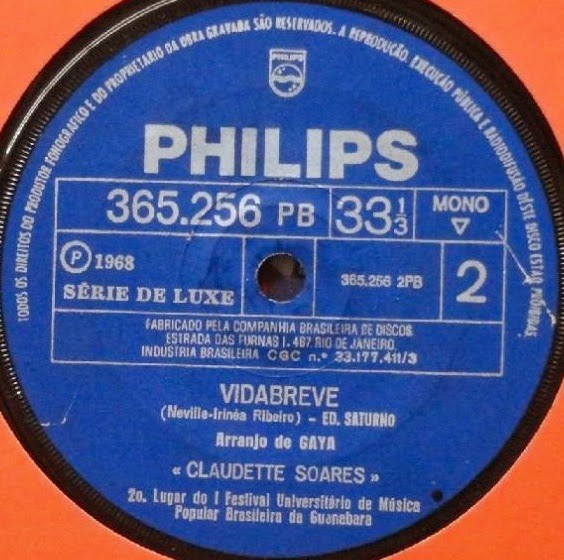 TODOS OS DIREITOS DO PRODUTOR FONOGRÁFICO E DO PROPRIETÁRIO DA OBRA GRAVADA SÃO RESERVADOS. A REPRODUÇÃO, EXECUÇÃO PÚBLICA E RADIODIFUSÃO DÊSTE DISCO ESTÃO PROIBIDAS.
PHILIPS
PHILIPS
365.256 PB
33 1/3
MONO
℗ 1968
SÉRIE DE LUXE
365.256 2PB
2
FABRICADO PELA COMPANHIA BRASILEIRA DE DISCOS
ESTRADA DAS FURNAS 1.467. RIO DE JANEIRO.
INDÚSTRIA BRASILEIRA CGC n.º 33.177.411/3
VIDABREVE
(Neville-Irinéa Ribeiro) - ED. SATURNO
Arranjo de GAYA
« CLAUDETTE SOARES »
2o. Lugar do I Festival Universitário de Música
Popular Brasileira da Guanabara